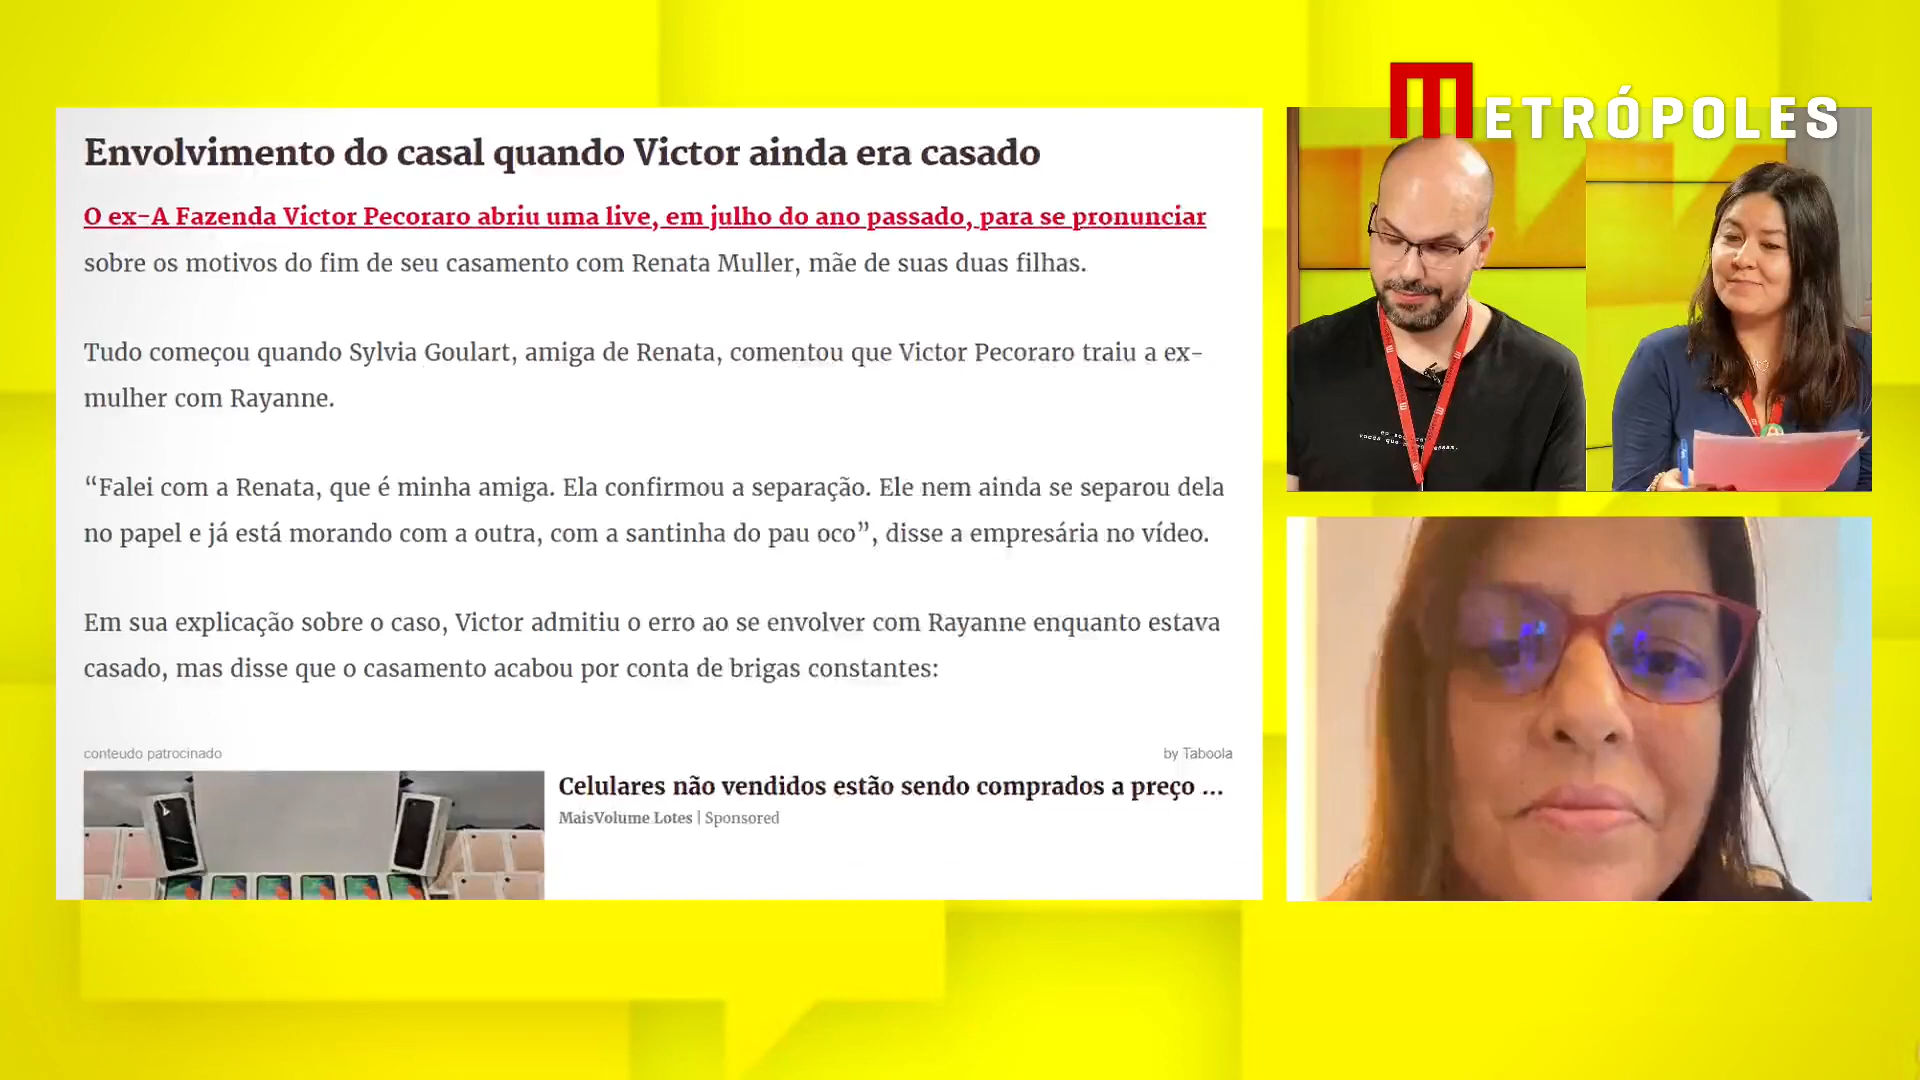 METRÓPOLES
Envolvimento do casal quando Victor ainda era casado
O ex-A Fazenda Victor Pecoraro abriu uma live, em julho do ano passado, para se pronunciar
sobre os motivos do fim de seu casamento com Renata Muller, mãe de suas duas filhas.
Tudo começou quando Sylvia Goulart, amiga de Renata, comentou que Victor Pecoraro traiu a ex-
mulher com Rayanne.
“Falei com a Renata, que é minha amiga. Ela confirmou a separação. Ele nem ainda se separou dela
no papel e já está morando com a outra, com a santinha do pau oco”, disse a empresária no vídeo.
Em sua explicação sobre o caso, Victor admitiu o erro ao se envolver com Rayanne enquanto estava
casado, mas disse que o casamento acabou por conta de brigas constantes:
conteudo patrocinado
by Taboola
Celulares não vendidos estão sendo comprados a preço ...
MaisVolume Lotes | Sponsored